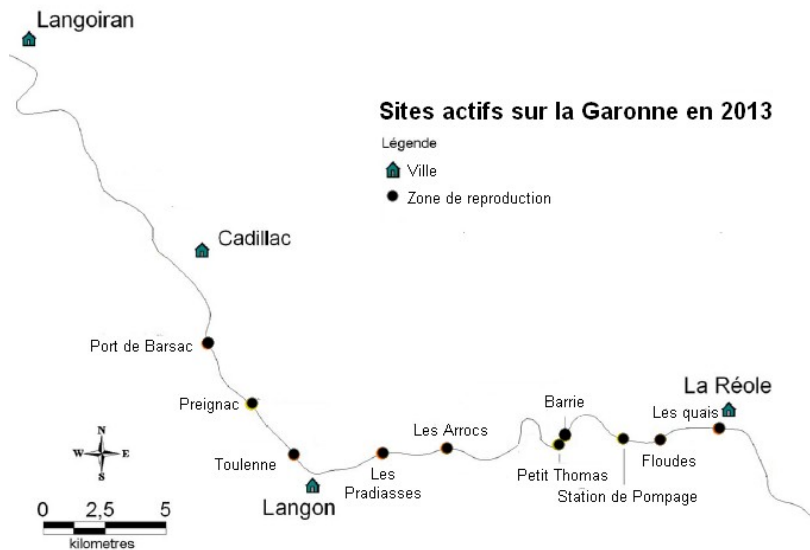 Langoiran
Sites actifs sur la Garonne en 2013
Légende
Ville
Zone de reproduction
Cadillac
Port de Barsac
Preignac
Toulenne
Langon
Les
Pradiasses
Les Arrocs
Barrie
Petit Thomas
Station de Pompage
Floudes
Les quais
La Réole
N
W E
S
0 2,5 5
kilometres